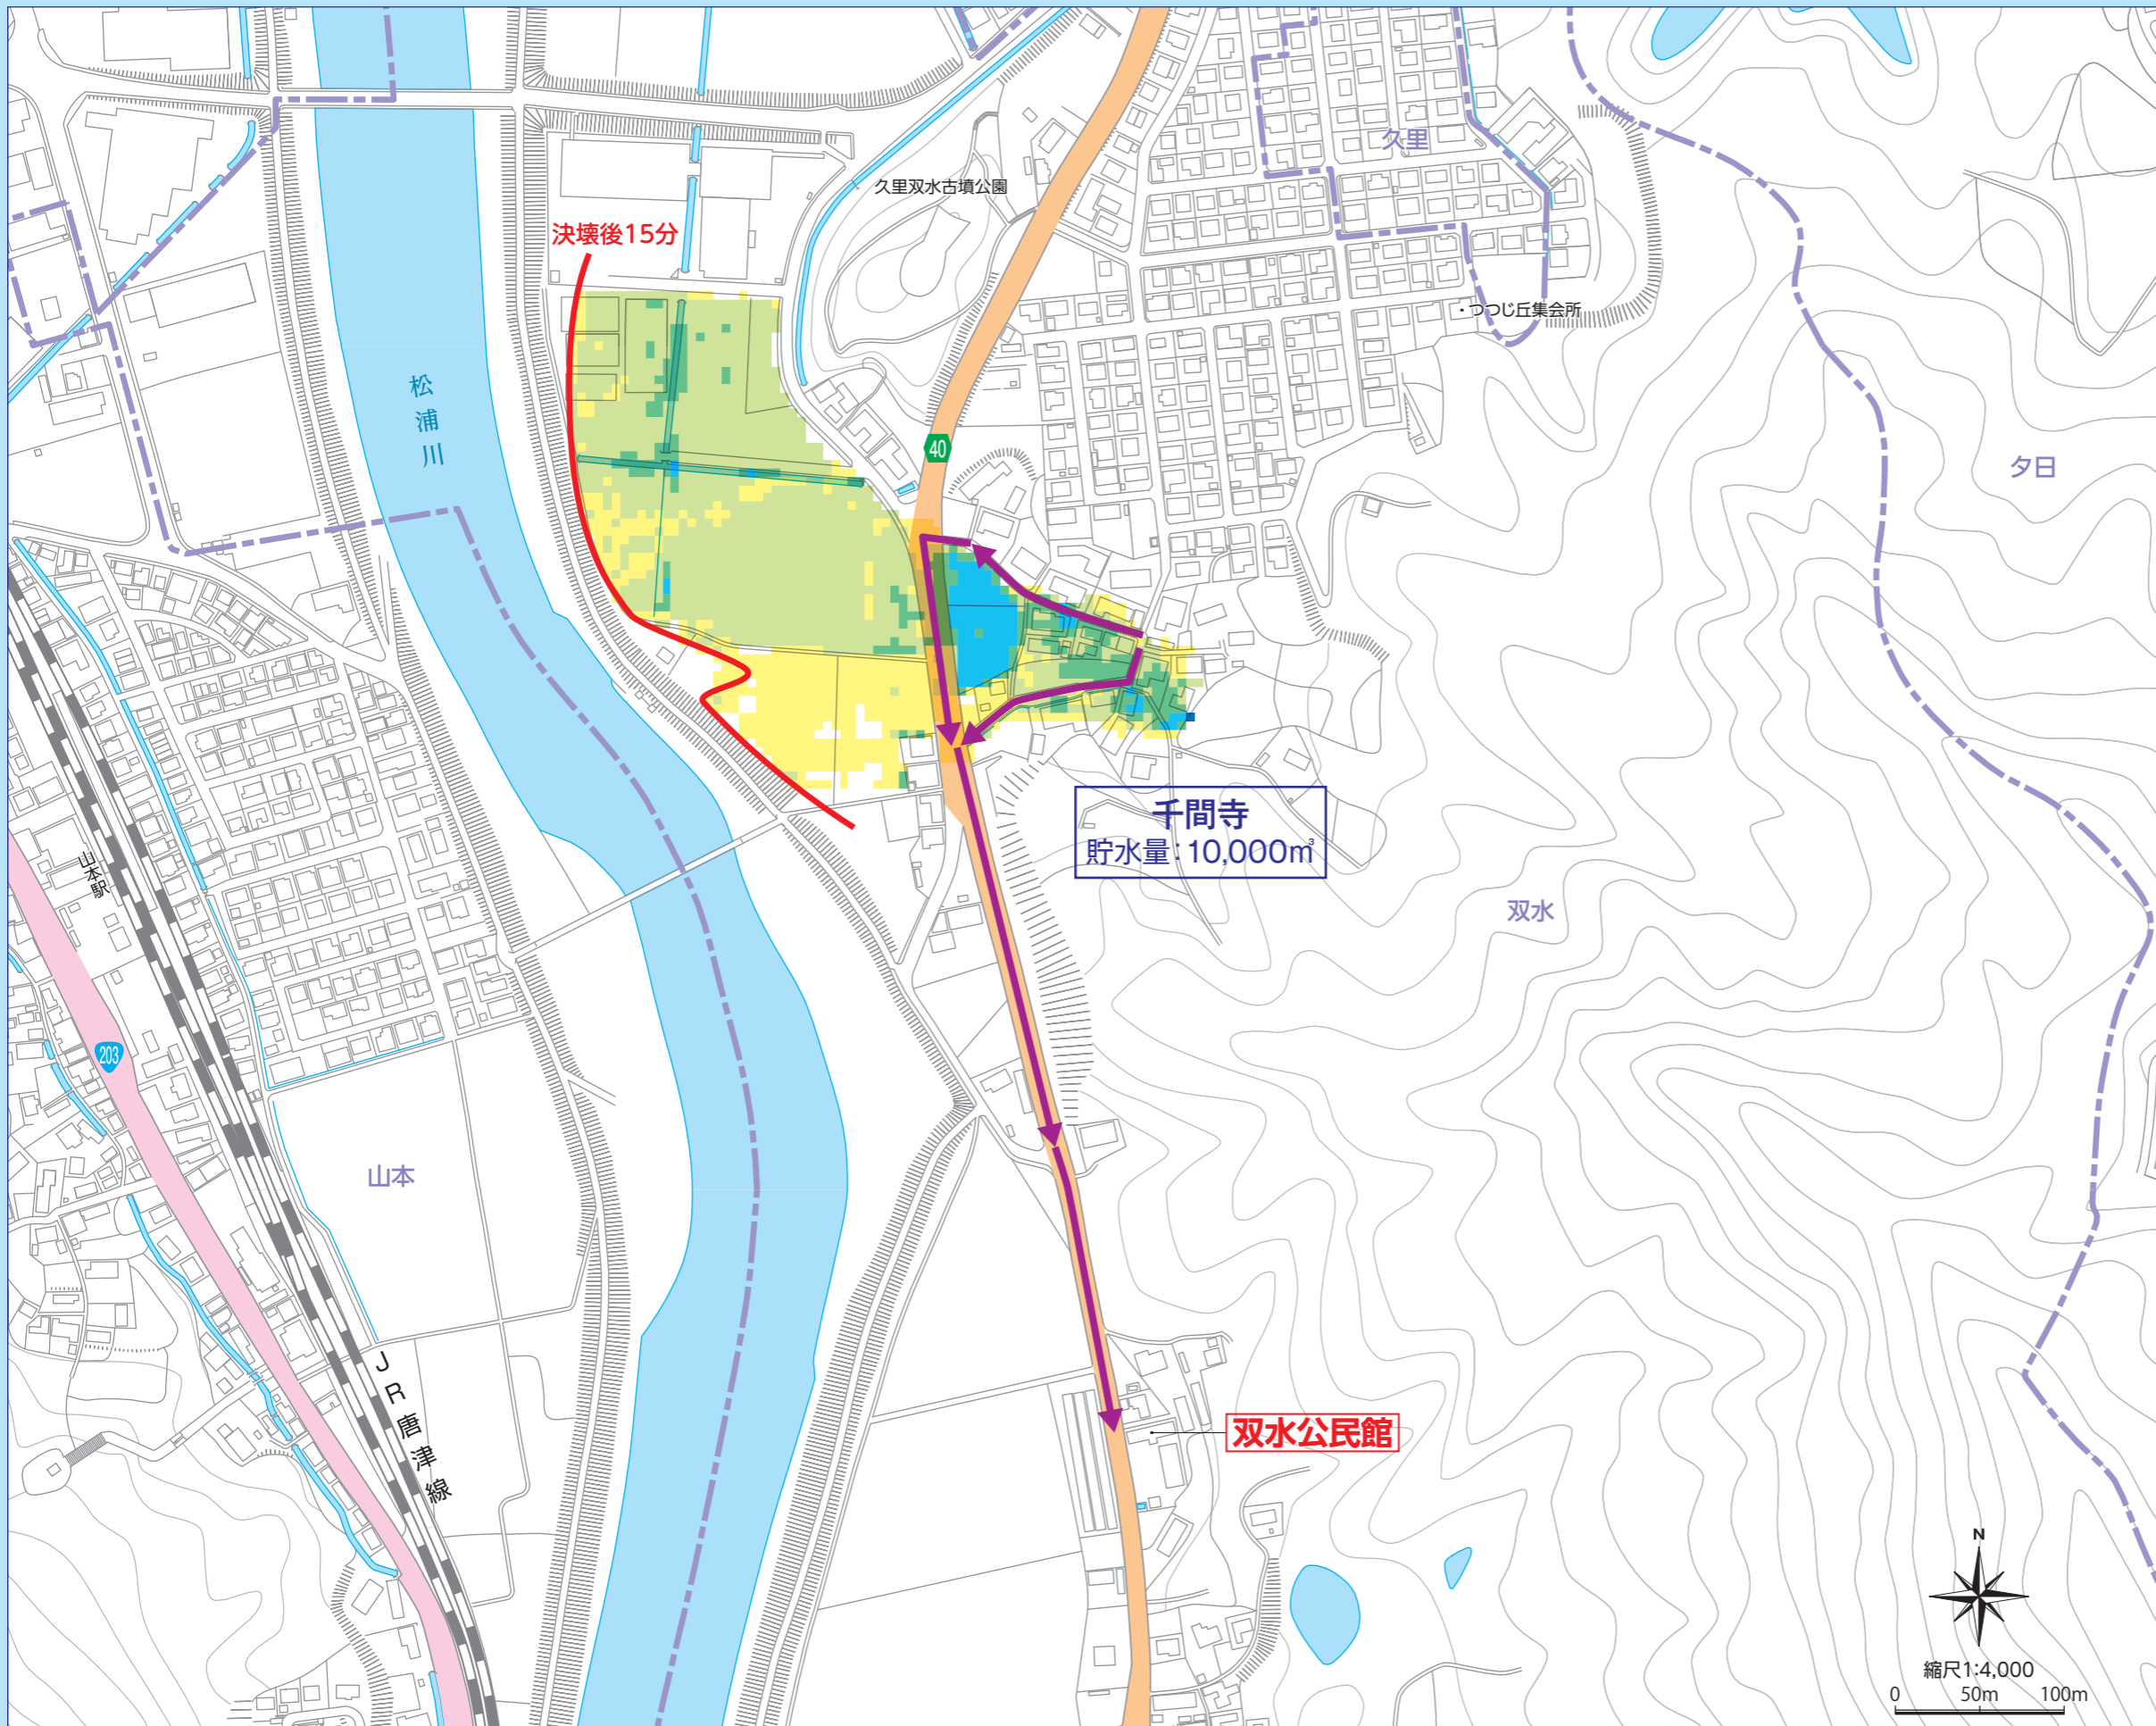 久里
久里双水古墳公園
決壊後15分
・つつじ丘集会所
松浦川
40
夕日
千間寺
貯水量：10,000㎥
山本駅
双水
203
山本
JR唐津線
双水公民館
N
縮尺1:4,000
0 50m 100m